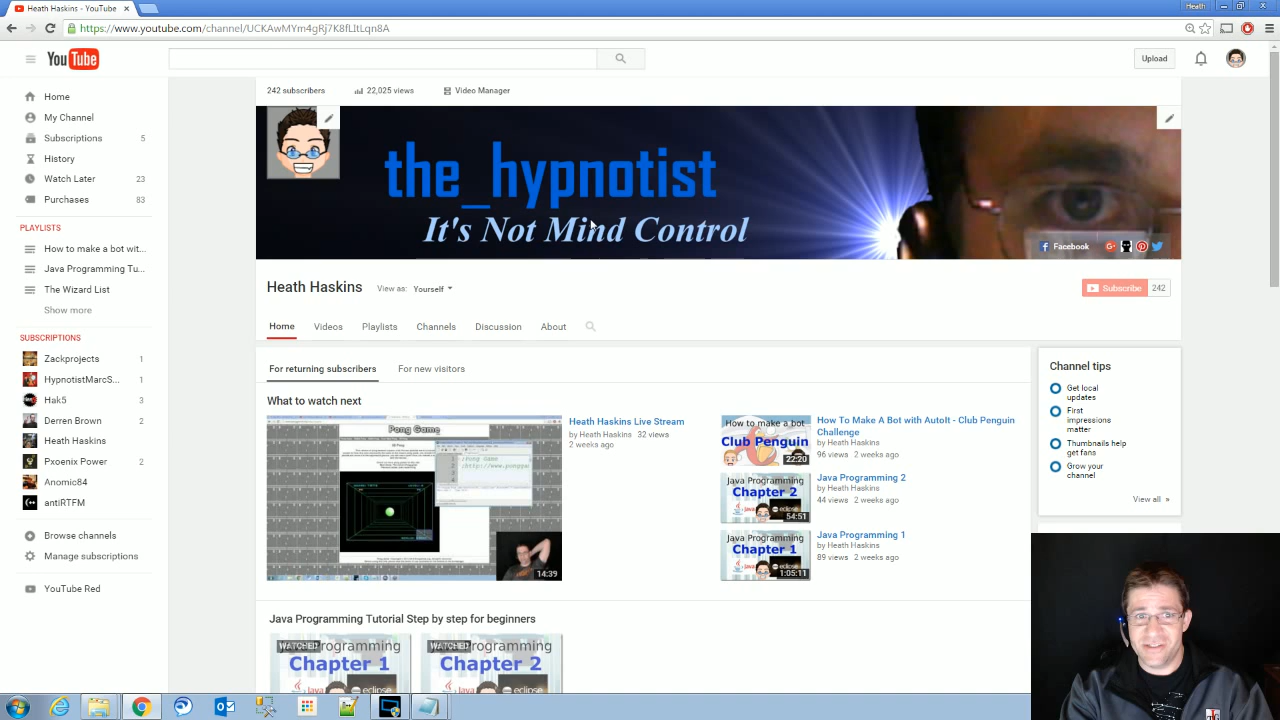 Heath Haskins - YouTube
Heath
https://www.youtube.com/channel/UCKAwMYm4gRj7K8fLItLqn8A
YouTube
Upload
Home
My Channel
Subscriptions 5
History
Watch Later 23
Purchases 83
PLAYLISTS
How to make a bot wit...
Java Programming Tu...
The Wizard List
Show more
SUBSCRIPTIONS
Zackprojects 1
HypnotistMarcS... 1
Hak5 3
Derren Brown 2
Heath Haskins
Pxoenix Power 2
Anomic84
antiRTFM
Browse channels
Manage subscriptions
YouTube Red
242 subscribers 22,025 views Video Manager
the_hypnotist
It's Not Mind Control
Facebook
Heath Haskins View as: Yourself
Subscribe 242
Home Videos Playlists Channels Discussion About
For returning subscribers For new visitors
What to watch next
Pong Game
14:39
Heath Haskins Live Stream
by Heath Haskins 32 views
2 weeks ago
How to make a bot
Club Penguin
22:20
How To Make A Bot with AutoIt - Club Penguin
Challenge
by Heath Haskins
96 views 2 weeks ago
Java Programming
Chapter 2
54:51
Java Programming 2
by Heath Haskins
44 views 2 weeks ago
Java Programming
Chapter 1
eclipse
1:05:11
Java Programming 1
by Heath Haskins
89 views 2 weeks ago
Java Programming Tutorial Step by step for beginners
WATCHED
rogramming
Chapter 1
Java
eclipse
WATCHED
rogramming
Chapter 2
Java
eclipse
Channel tips
Get local
updates
First
impressions
matter
Thumbnails help
get fans
Grow your
channel
View all »